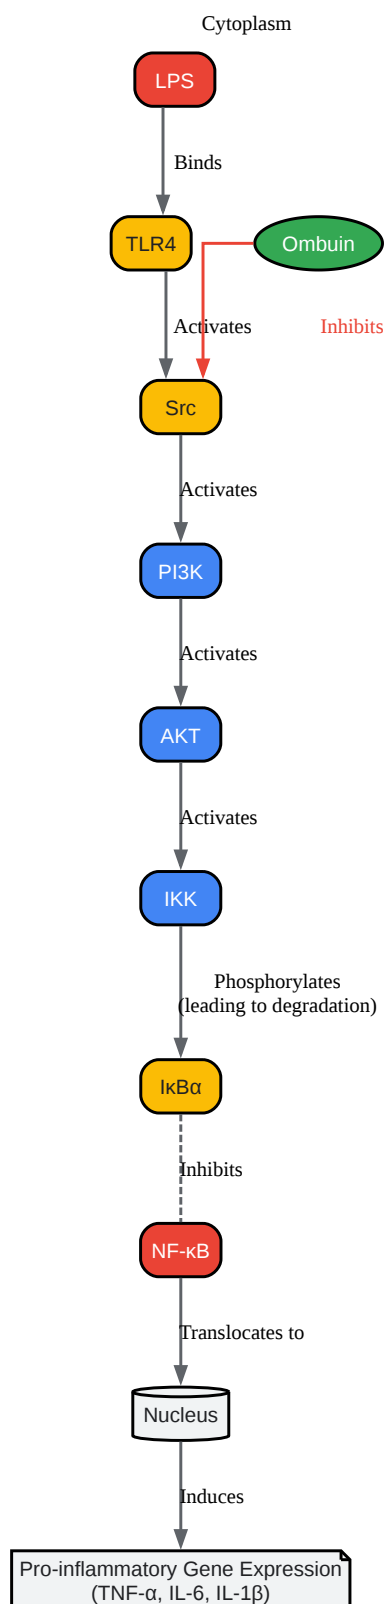 Cytoplasm
LPS
Binds
TLR4
Ombuin
Activates
Inhibits
Src
Activates
PI3K
Activates
AKT
Activates
IKK
Phosphorylates
(leading to degradation)
IκBα
Inhibits
NF-κB
Translocates to
Nucleus
Induces
Pro-inflammatory Gene Expression
(TNF-α, IL-6, IL-1β)